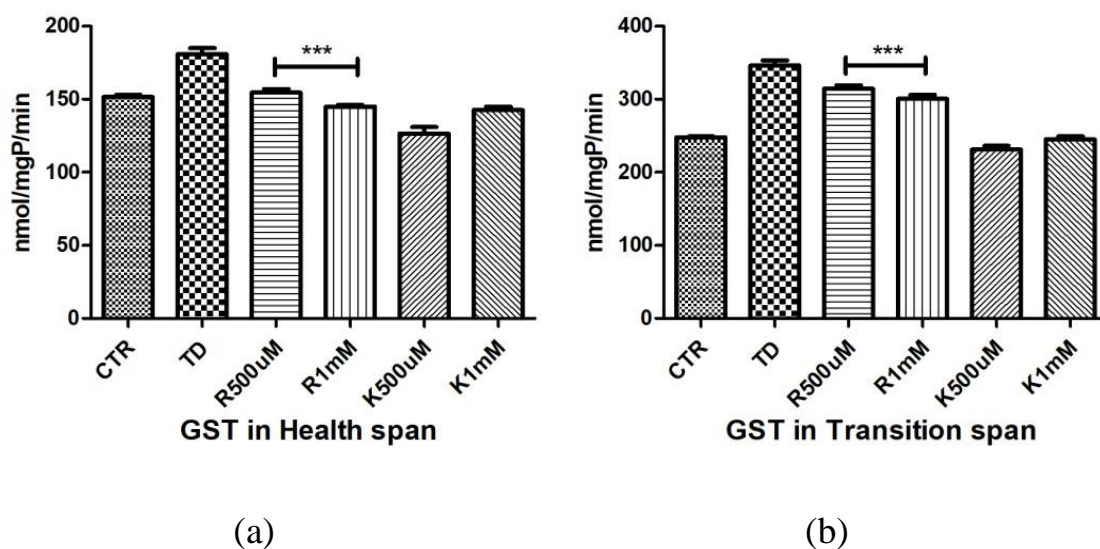 200
150
100
50
0
nmol/mgP/min
***
CTR
TD
R500uM
R1mM
K500uM
K1mM
GST in Health span
(a)
400
300
200
100
0
nmol/mgP/min
***
CTR
TD
R500uM
R1mM
K500uM
K1mM
GST in Transition span
(b)